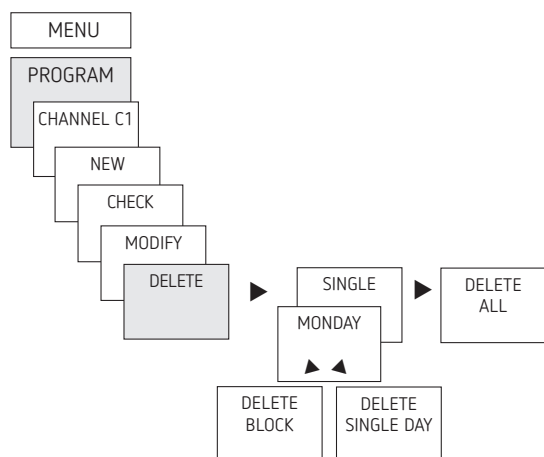 MENU
PROGRAM
CHANNEL C1
NEW
CHECK
MODIFY
DELETE
SINGLE
MONDAY
DELETE
ALL
DELETE
BLOCK
DELETE
SINGLE DAY